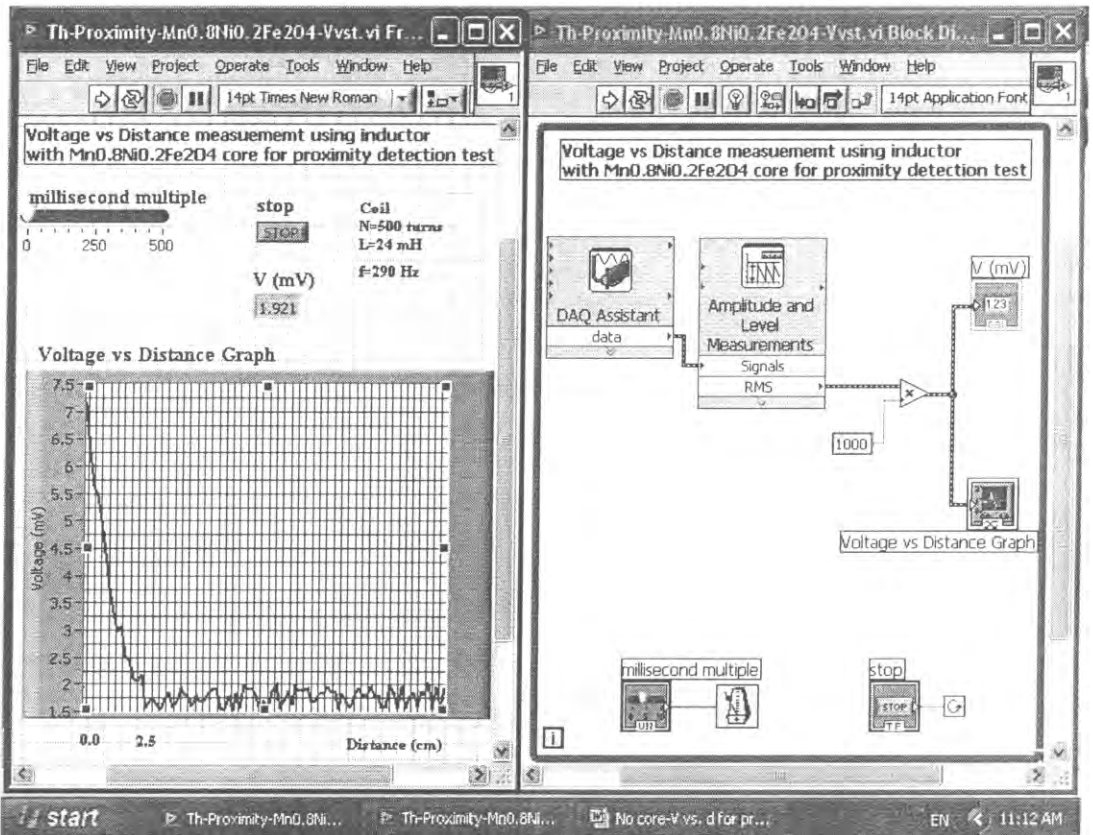 Th-Proximity-Mn0.8Ni0.2Fe2O4-Vvst.vi Fr...
File Edit View Project Operate Tools Window Help
14pt Times New Roman
1
Voltage vs Distance measuememt using inductor
with Mn0.8Ni0.2Fe2O4 core for proximity detection test
millisecond multiple
0 250 500
stop
STOP
V (mV)
1.921
Coil
N=500 turns
L=24 mH
f=290 Hz
Voltage vs Distance Graph
Voltage (mV)
7.5
7
6.5
6
5.5
5
4.5
4
3.5
3
2.5
2
1.5
0.0 2.5 Distance (cm)
Th-Proximity-Mn0.8Ni0.2Fe2O4-Vvst.vi Block Di...
File Edit View Project Operate Tools Window Help
14pt Application Font
1
Voltage vs Distance measuememt using inductor
with Mn0.8Ni0.2Fe2O4 core for proximity detection test
DAQ Assistant
data
Amplitude and
Level
Measurements
Signals
RMS
1000
V (mV)
1.23
Voltage vs Distance Graph
millisecond multiple
U32
stop
STOP
TF
i
start
Th-Proximity-Mn0.8Ni...
Th-Proximity-Mn0.8Ni...
No core-V vs. d for pr...
EN
11:12 AM